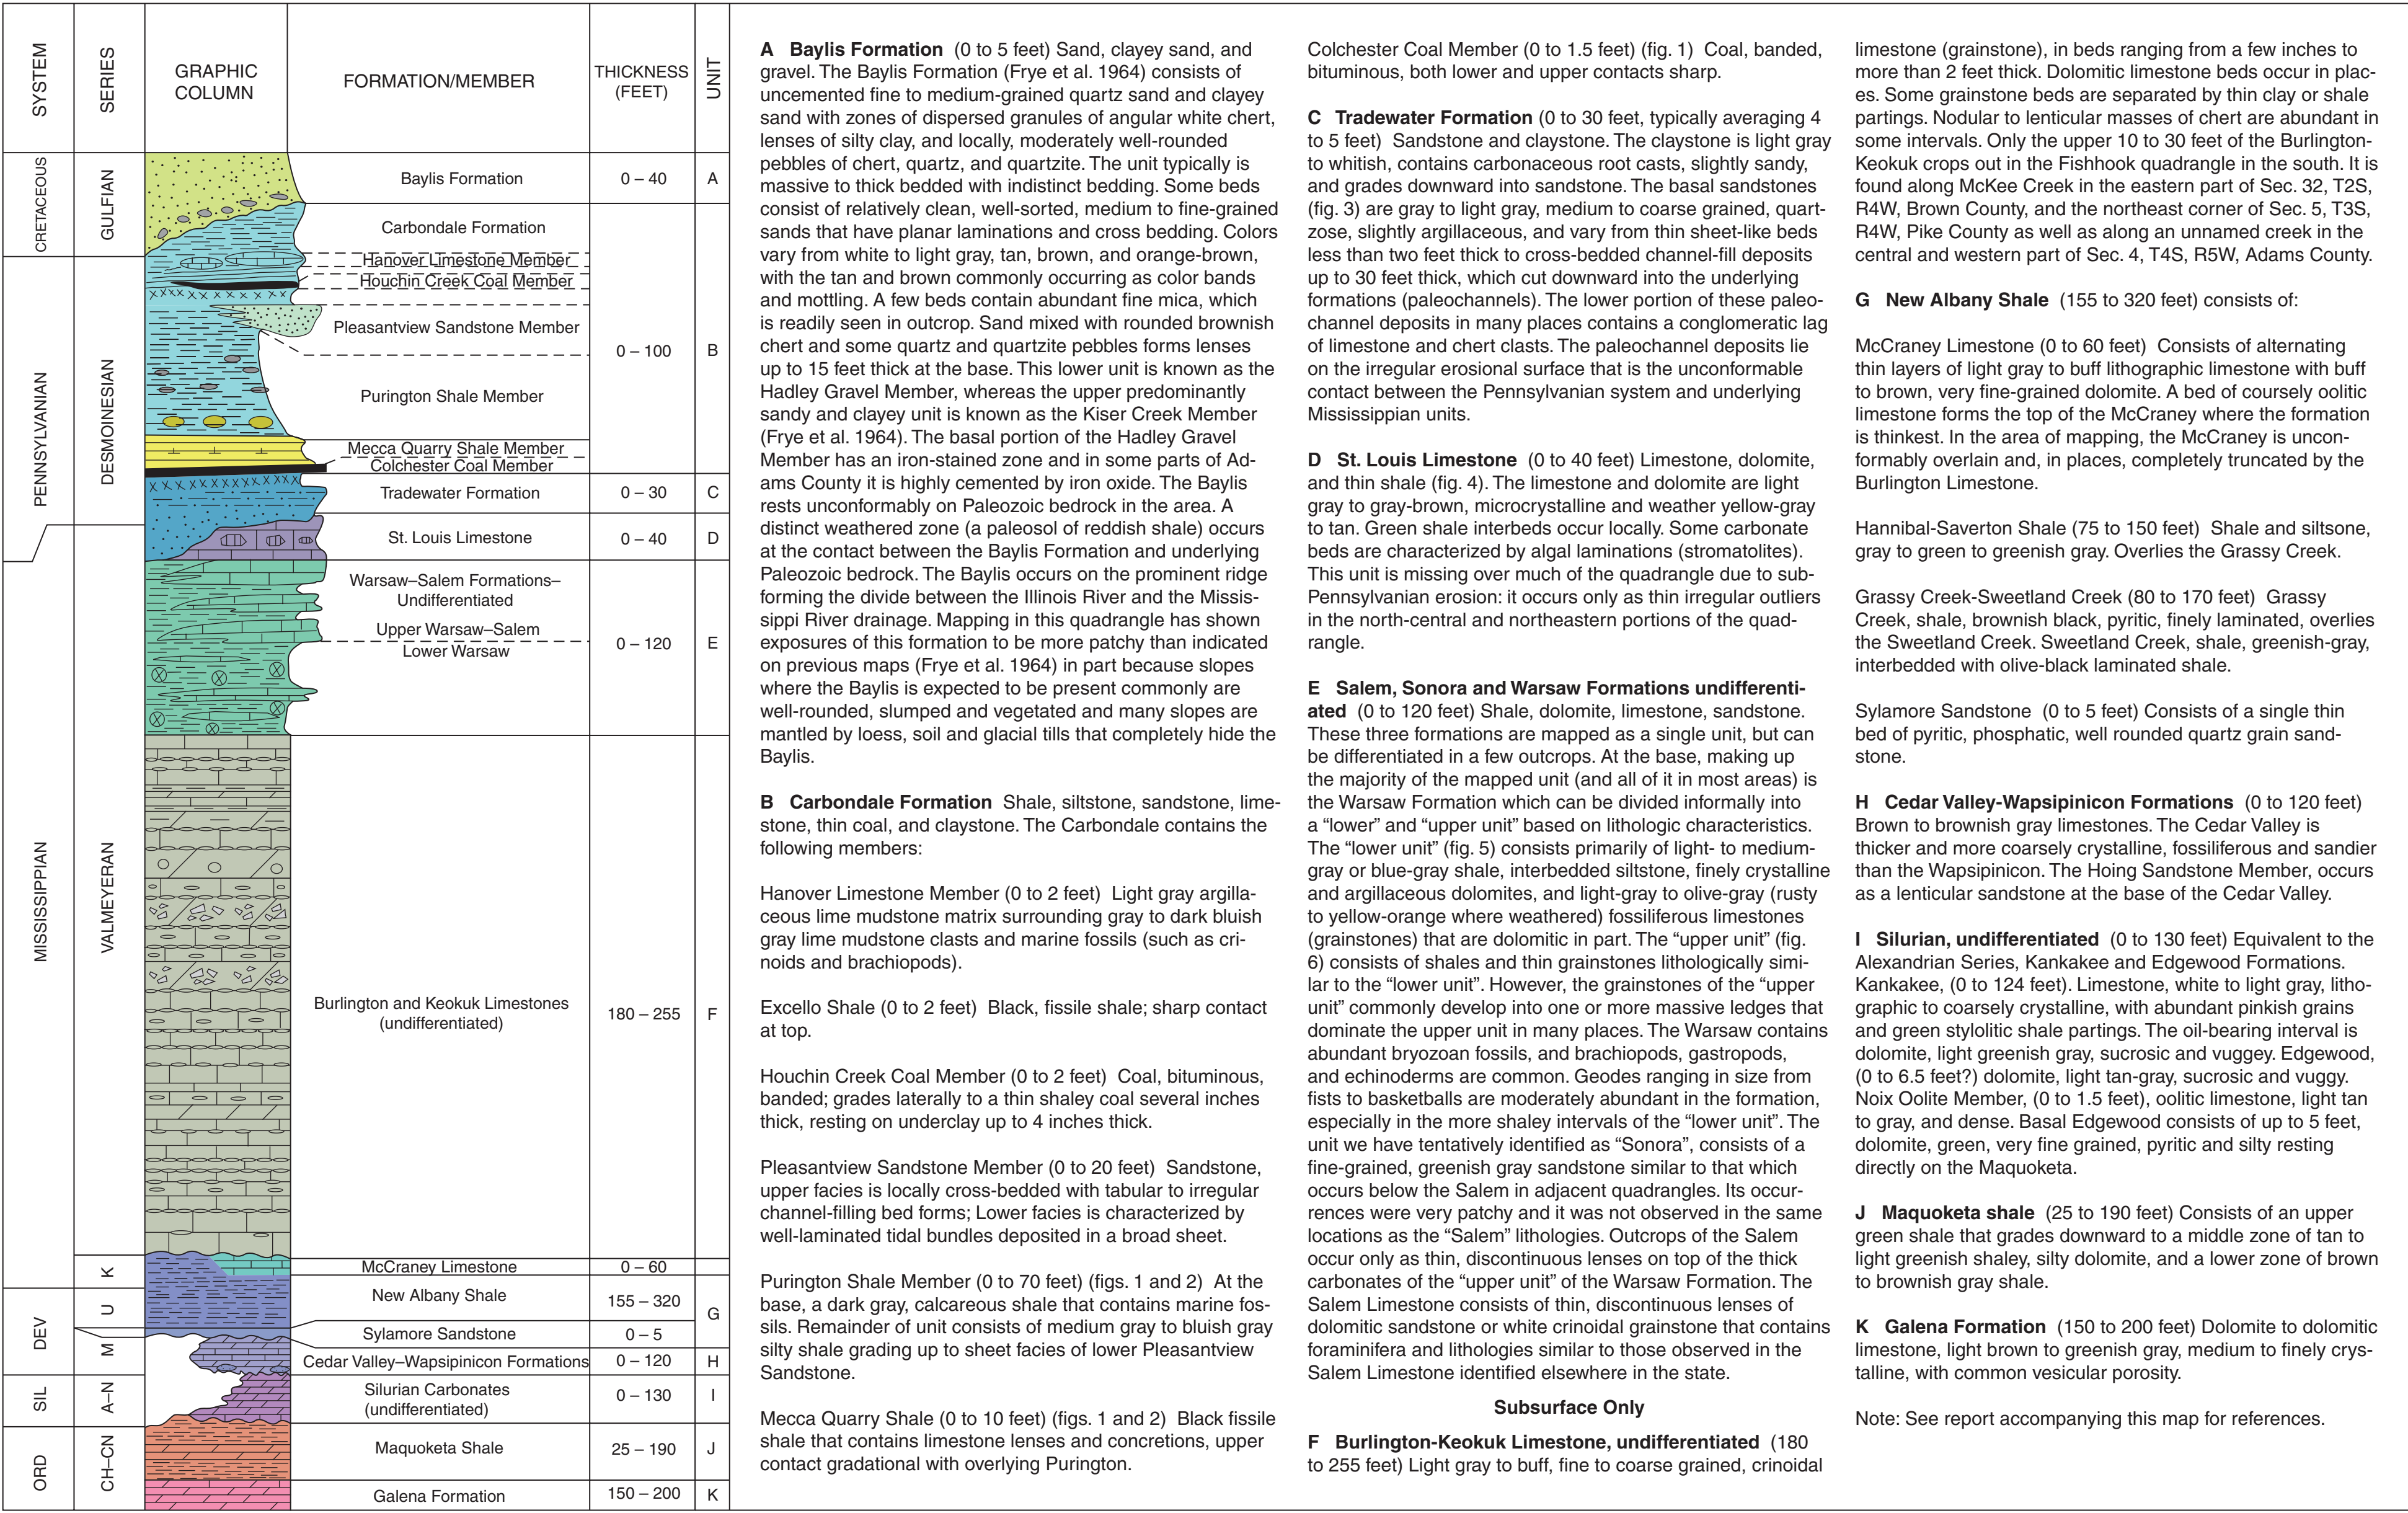 SYSTEM
SERIES
GRAPHIC
COLUMN
FORMATION/MEMBER
THICKNESS
(FEET)
UNIT
CRETACEOUS
GULFIAN
Baylis Formation
0 – 40
A
PENNSYLVANIAN
DESMOINESIAN
Carbondale Formation
Hanover Limestone Member
Houchin Creek Coal Member
Pleasantview Sandstone Member
0 – 100
B
Purington Shale Member
Mecca Quarry Shale Member
Colchester Coal Member
Tradewater Formation
0 – 30
C
MISSISSIPPIAN
VALMEYERAN
St. Louis Limestone
0 – 40
D
Warsaw–Salem Formations–
Undifferentiated
Upper Warsaw–Salem
Lower Warsaw
0 – 120
E
Burlington and Keokuk Limestones
(undifferentiated)
180 – 255
F
K
McCraney Limestone
0 – 60
DEV
U
New Albany Shale
155 – 320
G
Sylamore Sandstone
0 – 5
M
Cedar Valley–Wapsipinicon Formations
0 – 120
H
SIL
A–N
Silurian Carbonates
(undifferentiated)
0 – 130
I
ORD
CH–CN
Maquoketa Shale
25 – 190
J
Galena Formation
150 – 200
K
A Baylis Formation (0 to 5 feet) Sand, clayey sand, and
gravel. The Baylis Formation (Frye et al. 1964) consists of
uncemented fine to medium-grained quartz sand and clayey
sand with zones of dispersed granules of angular white chert,
lenses of silty clay, and locally, moderately well-rounded
pebbles of chert, quartz, and quartzite. The unit typically is
massive to thick bedded with indistinct bedding. Some beds
consist of relatively clean, well-sorted, medium to fine-grained
sands that have planar laminations and cross bedding. Colors
vary from white to light gray, tan, brown, and orange-brown,
with the tan and brown commonly occurring as color bands
and mottling. A few beds contain abundant fine mica, which
is readily seen in outcrop. Sand mixed with rounded brownish
chert and some quartz and quartzite pebbles forms lenses
up to 15 feet thick at the base. This lower unit is known as the
Hadley Gravel Member, whereas the upper predominantly
sandy and clayey unit is known as the Kiser Creek Member
(Frye et al. 1964). The basal portion of the Hadley Gravel
Member has an iron-stained zone and in some parts of Ad-
ams County it is highly cemented by iron oxide. The Baylis
rests unconformably on Paleozoic bedrock in the area. A
distinct weathered zone (a paleosol of reddish shale) occurs
at the contact between the Baylis Formation and underlying
Paleozoic bedrock. The Baylis occurs on the prominent ridge
forming the divide between the Illinois River and the Missis-
sippi River drainage. Mapping in this quadrangle has shown
exposures of this formation to be more patchy than indicated
on previous maps (Frye et al. 1964) in part because slopes
where the Baylis is expected to be present commonly are
well-rounded, slumped and vegetated and many slopes are
mantled by loess, soil and glacial tills that completely hide the
Baylis.
B Carbondale Formation Shale, siltstone, sandstone, lime-
stone, thin coal, and claystone. The Carbondale contains the
following members:
Hanover Limestone Member (0 to 2 feet) Light gray argilla-
ceous lime mudstone matrix surrounding gray to dark bluish
gray lime mudstone clasts and marine fossils (such as cri-
noids and brachiopods).
Excello Shale (0 to 2 feet) Black, fissile shale; sharp contact
at top.
Houchin Creek Coal Member (0 to 2 feet) Coal, bituminous,
banded; grades laterally to a thin shaley coal several inches
thick, resting on underclay up to 4 inches thick.
Pleasantview Sandstone Member (0 to 20 feet) Sandstone,
upper facies is locally cross-bedded with tabular to irregular
channel-filling bed forms; Lower facies is characterized by
well-laminated tidal bundles deposited in a broad sheet.
Purington Shale Member (0 to 70 feet) (figs. 1 and 2) At the
base, a dark gray, calcareous shale that contains marine fos-
sils. Remainder of unit consists of medium gray to bluish gray
silty shale grading up to sheet facies of lower Pleasantview
Sandstone.
Mecca Quarry Shale (0 to 10 feet) (figs. 1 and 2) Black fissile
shale that contains limestone lenses and concretions, upper
contact gradational with overlying Purington.
Colchester Coal Member (0 to 1.5 feet) (fig. 1) Coal, banded,
bituminous, both lower and upper contacts sharp.
C Tradewater Formation (0 to 30 feet, typically averaging 4
to 5 feet) Sandstone and claystone. The claystone is light gray
to whitish, contains carbonaceous root casts, slightly sandy,
and grades downward into sandstone. The basal sandstones
(fig. 3) are gray to light gray, medium to coarse grained, quart-
zose, slightly argillaceous, and vary from thin sheet-like beds
less than two feet thick to cross-bedded channel-fill deposits
up to 30 feet thick, which cut downward into the underlying
formations (paleochannels). The lower portion of these paleo-
channel deposits in many places contains a conglomeratic lag
of limestone and chert clasts. The paleochannel deposits lie
on the irregular erosional surface that is the unconformable
contact between the Pennsylvanian system and underlying
Mississippian units.
D St. Louis Limestone (0 to 40 feet) Limestone, dolomite,
and thin shale (fig. 4). The limestone and dolomite are light
gray to gray-brown, microcrystalline and weather yellow-gray
to tan. Green shale interbeds occur locally. Some carbonate
beds are characterized by algal laminations (stromatolites).
This unit is missing over much of the quadrangle due to sub-
Pennsylvanian erosion: it occurs only as thin irregular outliers
in the north-central and northeastern portions of the quad-
rangle.
E Salem, Sonora and Warsaw Formations undifferenti-
ated (0 to 120 feet) Shale, dolomite, limestone, sandstone.
These three formations are mapped as a single unit, but can
be differentiated in a few outcrops. At the base, making up
the majority of the mapped unit (and all of it in most areas) is
the Warsaw Formation which can be divided informally into
a “lower” and “upper unit” based on lithologic characteristics.
The “lower unit” (fig. 5) consists primarily of light- to medium-
gray or blue-gray shale, interbedded siltstone, finely crystalline
and argillaceous dolomites, and light-gray to olive-gray (rusty
to yellow-orange where weathered) fossiliferous limestones
(grainstones) that are dolomitic in part. The “upper unit” (fig.
6) consists of shales and thin grainstones lithologically simi-
lar to the “lower unit”. However, the grainstones of the “upper
unit” commonly develop into one or more massive ledges that
dominate the upper unit in many places. The Warsaw contains
abundant bryozoan fossils, and brachiopods, gastropods,
and echinoderms are common. Geodes ranging in size from
fists to basketballs are moderately abundant in the formation,
especially in the more shaley intervals of the “lower unit”. The
unit we have tentatively identified as “Sonora”, consists of a
fine-grained, greenish gray sandstone similar to that which
occurs below the Salem in adjacent quadrangles. Its occur-
rences were very patchy and it was not observed in the same
locations as the “Salem” lithologies. Outcrops of the Salem
occur only as thin, discontinuous lenses on top of the thick
carbonates of the “upper unit” of the Warsaw Formation. The
Salem Limestone consists of thin, discontinuous lenses of
dolomitic sandstone or white crinoidal grainstone that contains
foraminifera and lithologies similar to those observed in the
Salem Limestone identified elsewhere in the state.
Subsurface Only
F Burlington-Keokuk Limestone, undifferentiated (180
to 255 feet) Light gray to buff, fine to coarse grained, crinoidal
limestone (grainstone), in beds ranging from a few inches to
more than 2 feet thick. Dolomitic limestone beds occur in plac-
es. Some grainstone beds are separated by thin clay or shale
partings. Nodular to lenticular masses of chert are abundant in
some intervals. Only the upper 10 to 30 feet of the Burlington-
Keokuk crops out in the Fishhook quadrangle in the south. It is
found along McKee Creek in the eastern part of Sec. 32, T2S,
R4W, Brown County, and the northeast corner of Sec. 5, T3S,
R4W, Pike County as well as along an unnamed creek in the
central and western part of Sec. 4, T4S, R5W, Adams County.
G New Albany Shale (155 to 320 feet) consists of:
McCraney Limestone (0 to 60 feet) Consists of alternating
thin layers of light gray to buff lithographic limestone with buff
to brown, very fine-grained dolomite. A bed of coursely oolitic
limestone forms the top of the McCraney where the formation
is thinkest. In the area of mapping, the McCraney is uncon-
formably overlain and, in places, completely truncated by the
Burlington Limestone.
Hannibal-Saverton Shale (75 to 150 feet) Shale and siltsone,
gray to green to greenish gray. Overlies the Grassy Creek.
Grassy Creek-Sweetland Creek (80 to 170 feet) Grassy
Creek, shale, brownish black, pyritic, finely laminated, overlies
the Sweetland Creek. Sweetland Creek, shale, greenish-gray,
interbedded with olive-black laminated shale.
Sylamore Sandstone (0 to 5 feet) Consists of a single thin
bed of pyritic, phosphatic, well rounded quartz grain sand-
stone.
H Cedar Valley-Wapsipinicon Formations (0 to 120 feet)
Brown to brownish gray limestones. The Cedar Valley is
thicker and more coarsely crystalline, fossiliferous and sandier
than the Wapsipinicon. The Hoing Sandstone Member, occurs
as a lenticular sandstone at the base of the Cedar Valley.
I Silurian, undifferentiated (0 to 130 feet) Equivalent to the
Alexandrian Series, Kankakee and Edgewood Formations.
Kankakee, (0 to 124 feet). Limestone, white to light gray, litho-
graphic to coarsely crystalline, with abundant pinkish grains
and green stylolitic shale partings. The oil-bearing interval is
dolomite, light greenish gray, sucrosic and vuggey. Edgewood,
(0 to 6.5 feet?) dolomite, light tan-gray, sucrosic and vuggy.
Noix Oolite Member, (0 to 1.5 feet), oolitic limestone, light tan
to gray, and dense. Basal Edgewood consists of up to 5 feet,
dolomite, green, very fine grained, pyritic and silty resting
directly on the Maquoketa.
J Maquoketa shale (25 to 190 feet) Consists of an upper
green shale that grades downward to a middle zone of tan to
light greenish shaley, silty dolomite, and a lower zone of brown
to brownish gray shale.
K Galena Formation (150 to 200 feet) Dolomite to dolomitic
limestone, light brown to greenish gray, medium to finely crys-
talline, with common vesicular porosity.
Note: See report accompanying this map for references.